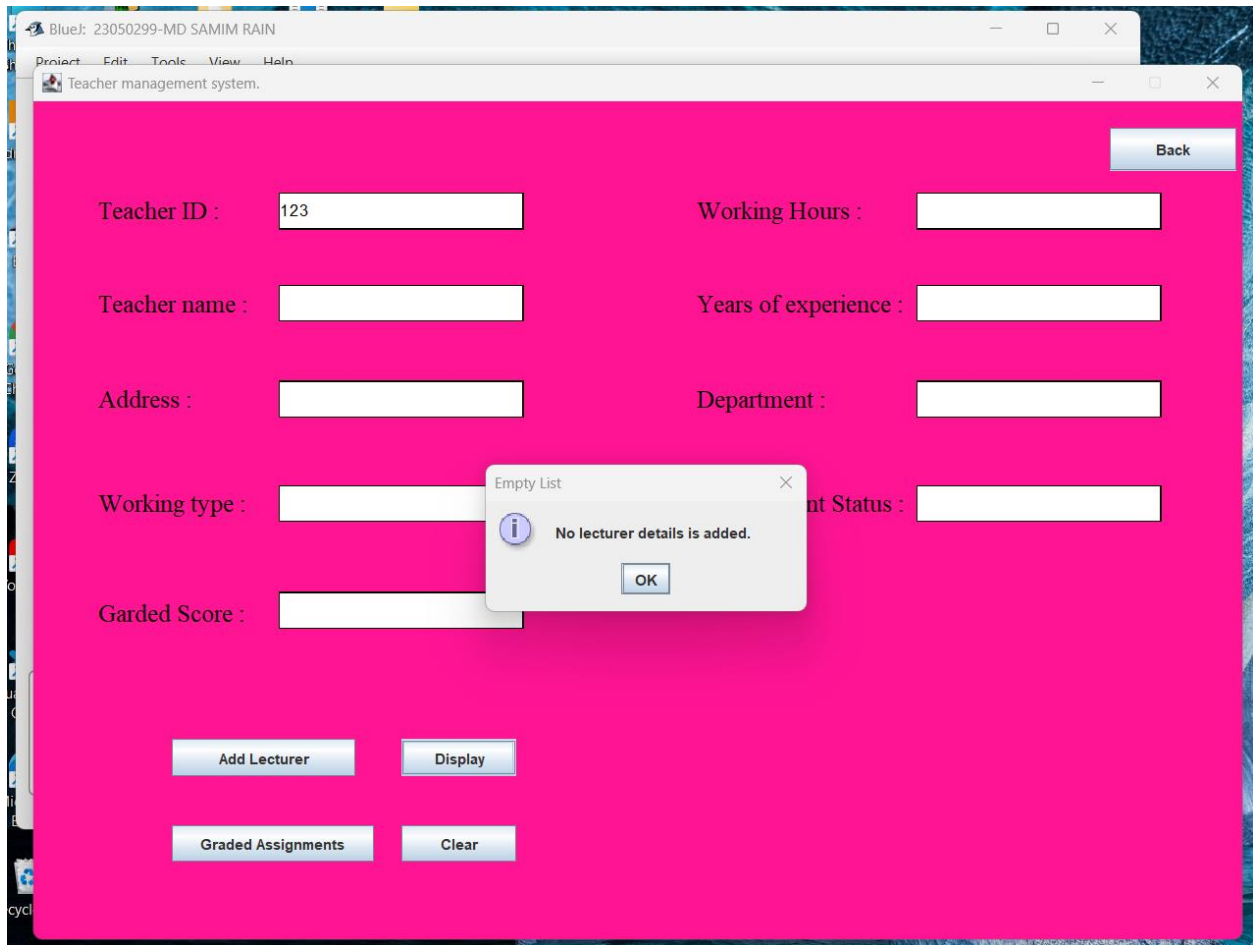 BlueJ: 23050299-MD SAMIM RAIN
Project Edit Tools View Help
Teacher management system.
Back
Teacher ID : 123
Working Hours :
Teacher name :
Years of experience :
Address :
Department :
Empty List
Working type :
nt Status :
No lecturer details is added.
OK
Garded Score :
Add Lecturer
Display
Graded Assignments
Clear